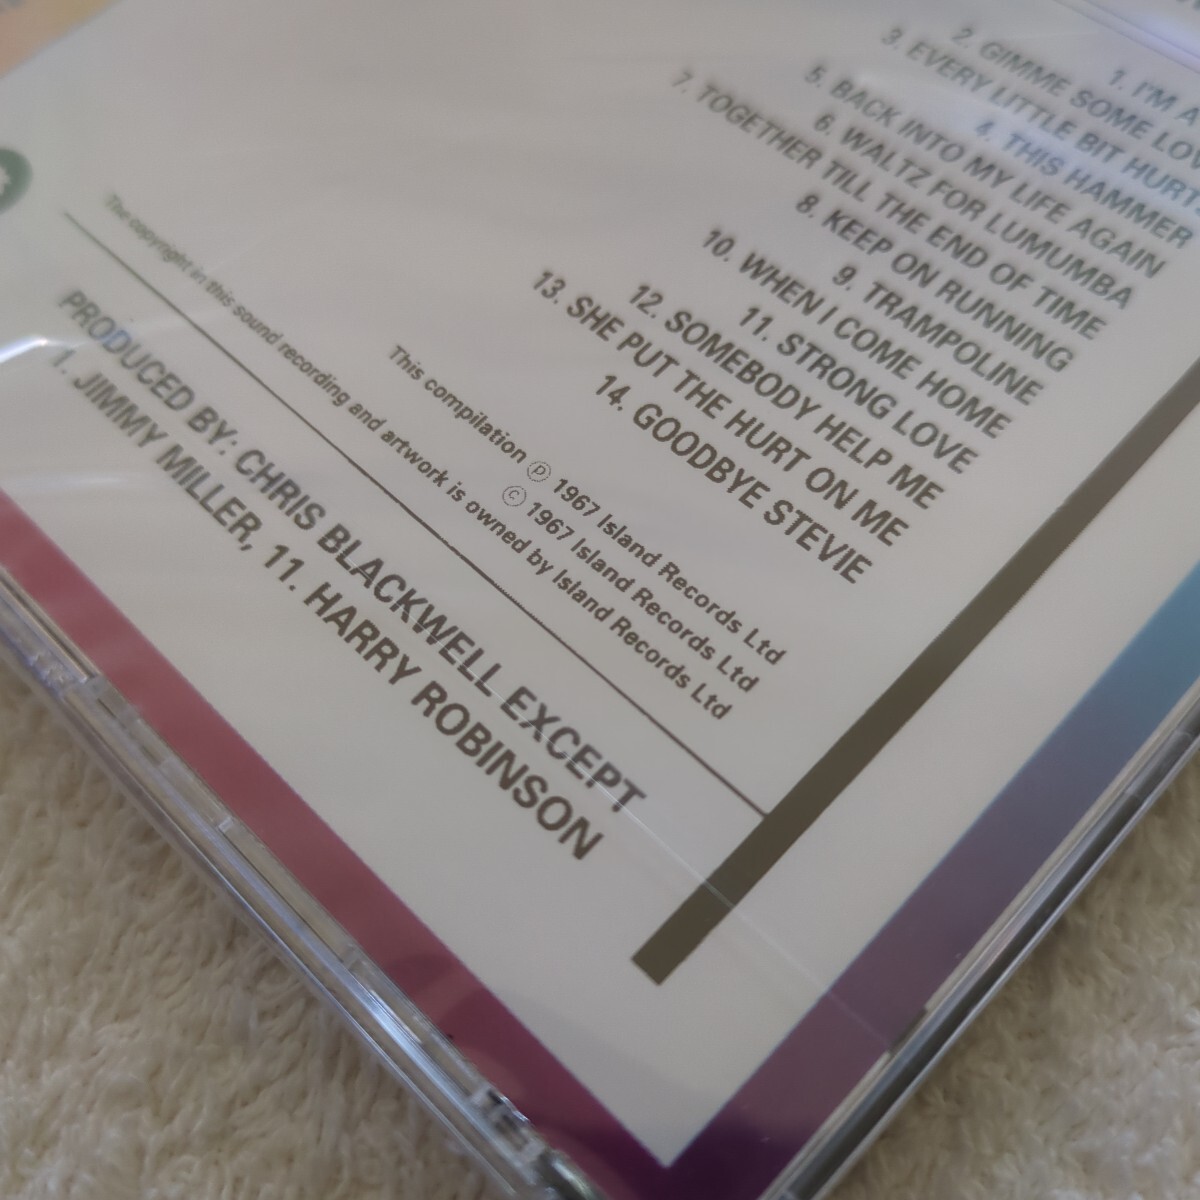 1. I'M A
2. GIMME SOME LOV
3. EVERY LITTLE BIT HURT
4. THIS HAMMER
5. BACK INTO MY LIFE AGAIN
6. WALTZ FOR LUMUMBA
7. TOGETHER TILL THE END OF TIME
8. KEEP ON RUNNING
9. TRAMPOLINE
10. WHEN I COME HOME
11. STRONG LOVE
12. SOMEBODY HELP ME
13. SHE PUT THE HURT ON ME
14. GOODBYE STEVIE
This compilation ℗ 1967 Island Records Ltd
© 1967 Island Records Ltd
The copyright in this sound recording and artwork is owned by Island Records Ltd
PRODUCED BY: CHRIS BLACKWELL EXCEPT
1. JIMMY MILLER, 11. HARRY ROBINSON